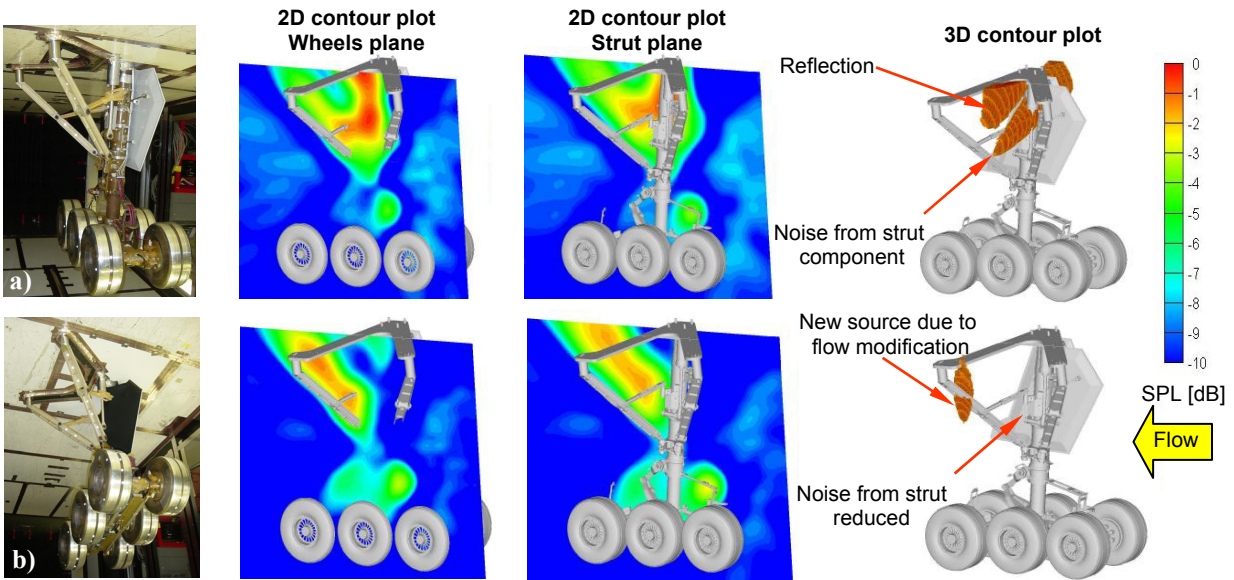 2D contour plot
Wheels plane
2D contour plot
Strut plane
3D contour plot
Reflection
Noise from strut
component
a)
0
-1
-2
-3
-4
-5
-6
-7
-8
-9
-10
SPL [dB]
Flow
New source due to
flow modification
Noise from strut
reduced
b)